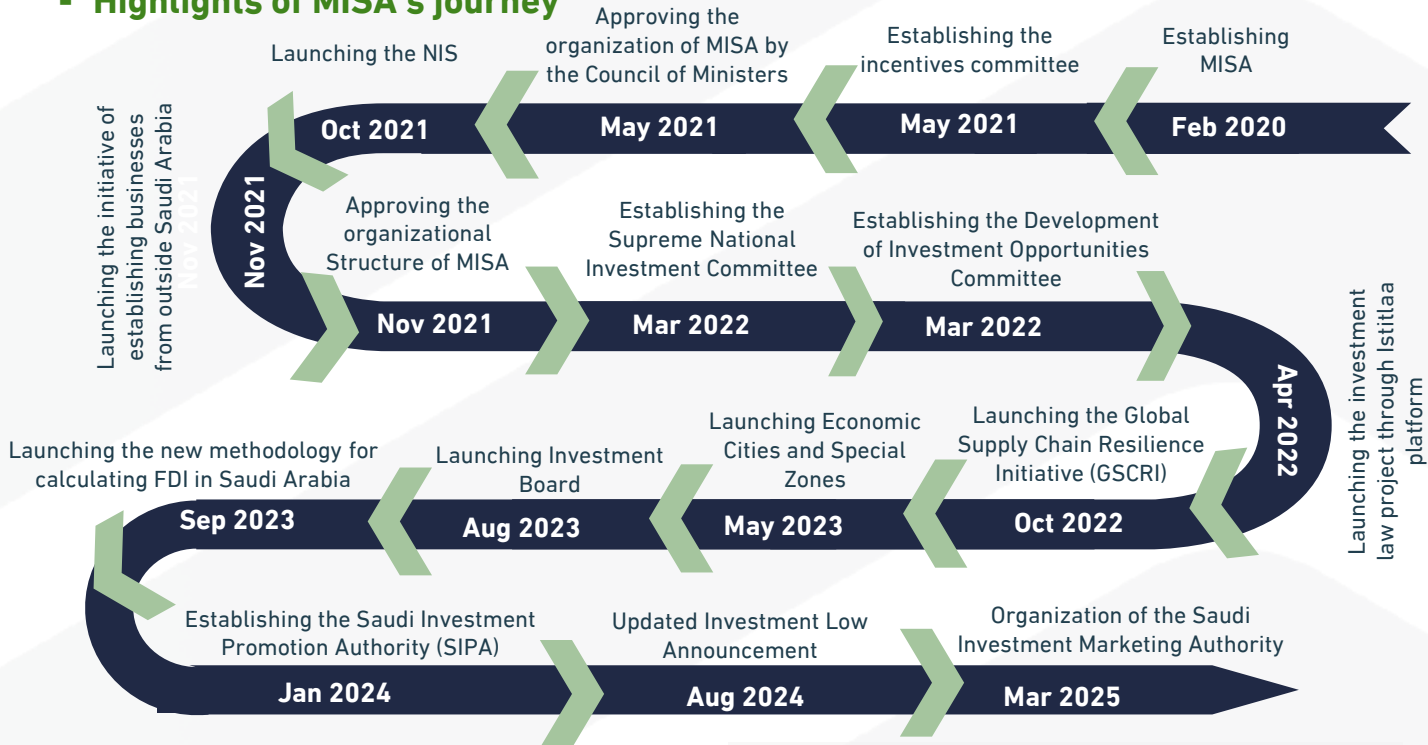 - Highlights of MISA's journey
Establishing
MISA
Feb 2020
Establishing the
incentives committee
May 2021
Approving the
organization of MISA by
the Council of Ministers
May 2021
Launching the NIS
Oct 2021
Launching the initiative of
establishing businesses
from outside Saudi Arabia
Nov 2021
Nov 2021
Approving the
organizational
Structure of MISA
Nov 2021
Establishing the
Supreme National
Investment Committee
Mar 2022
Establishing the Development
of Investment Opportunities
Committee
Mar 2022
Launching the investment
law project through Istitlaa
platform
Apr 2022
Launching the Global
Supply Chain Resilience
Initiative (GSCRI)
Oct 2022
Launching Economic
Cities and Special
Zones
May 2023
Launching Investment
Board
Aug 2023
Launching the new methodology for
calculating FDI in Saudi Arabia
Sep 2023
Establishing the Saudi Investment
Promotion Authority (SIPA)
Jan 2024
Updated Investment Low
Announcement
Aug 2024
Organization of the Saudi
Investment Marketing Authority
Mar 2025